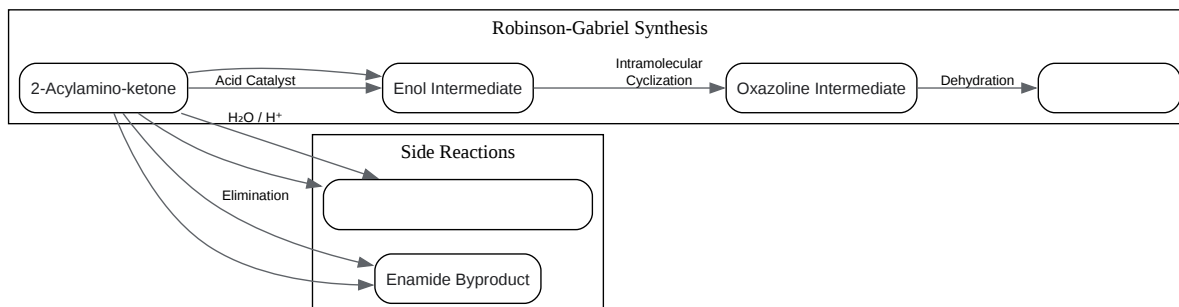 Robinson-Gabriel Synthesis
2-Acylamino-ketone
Acid Catalyst
Enol Intermediate
Intramolecular
Cyclization
Oxazoline Intermediate
Dehydration
H₂O / H⁺
Side Reactions
Elimination
Enamide Byproduct